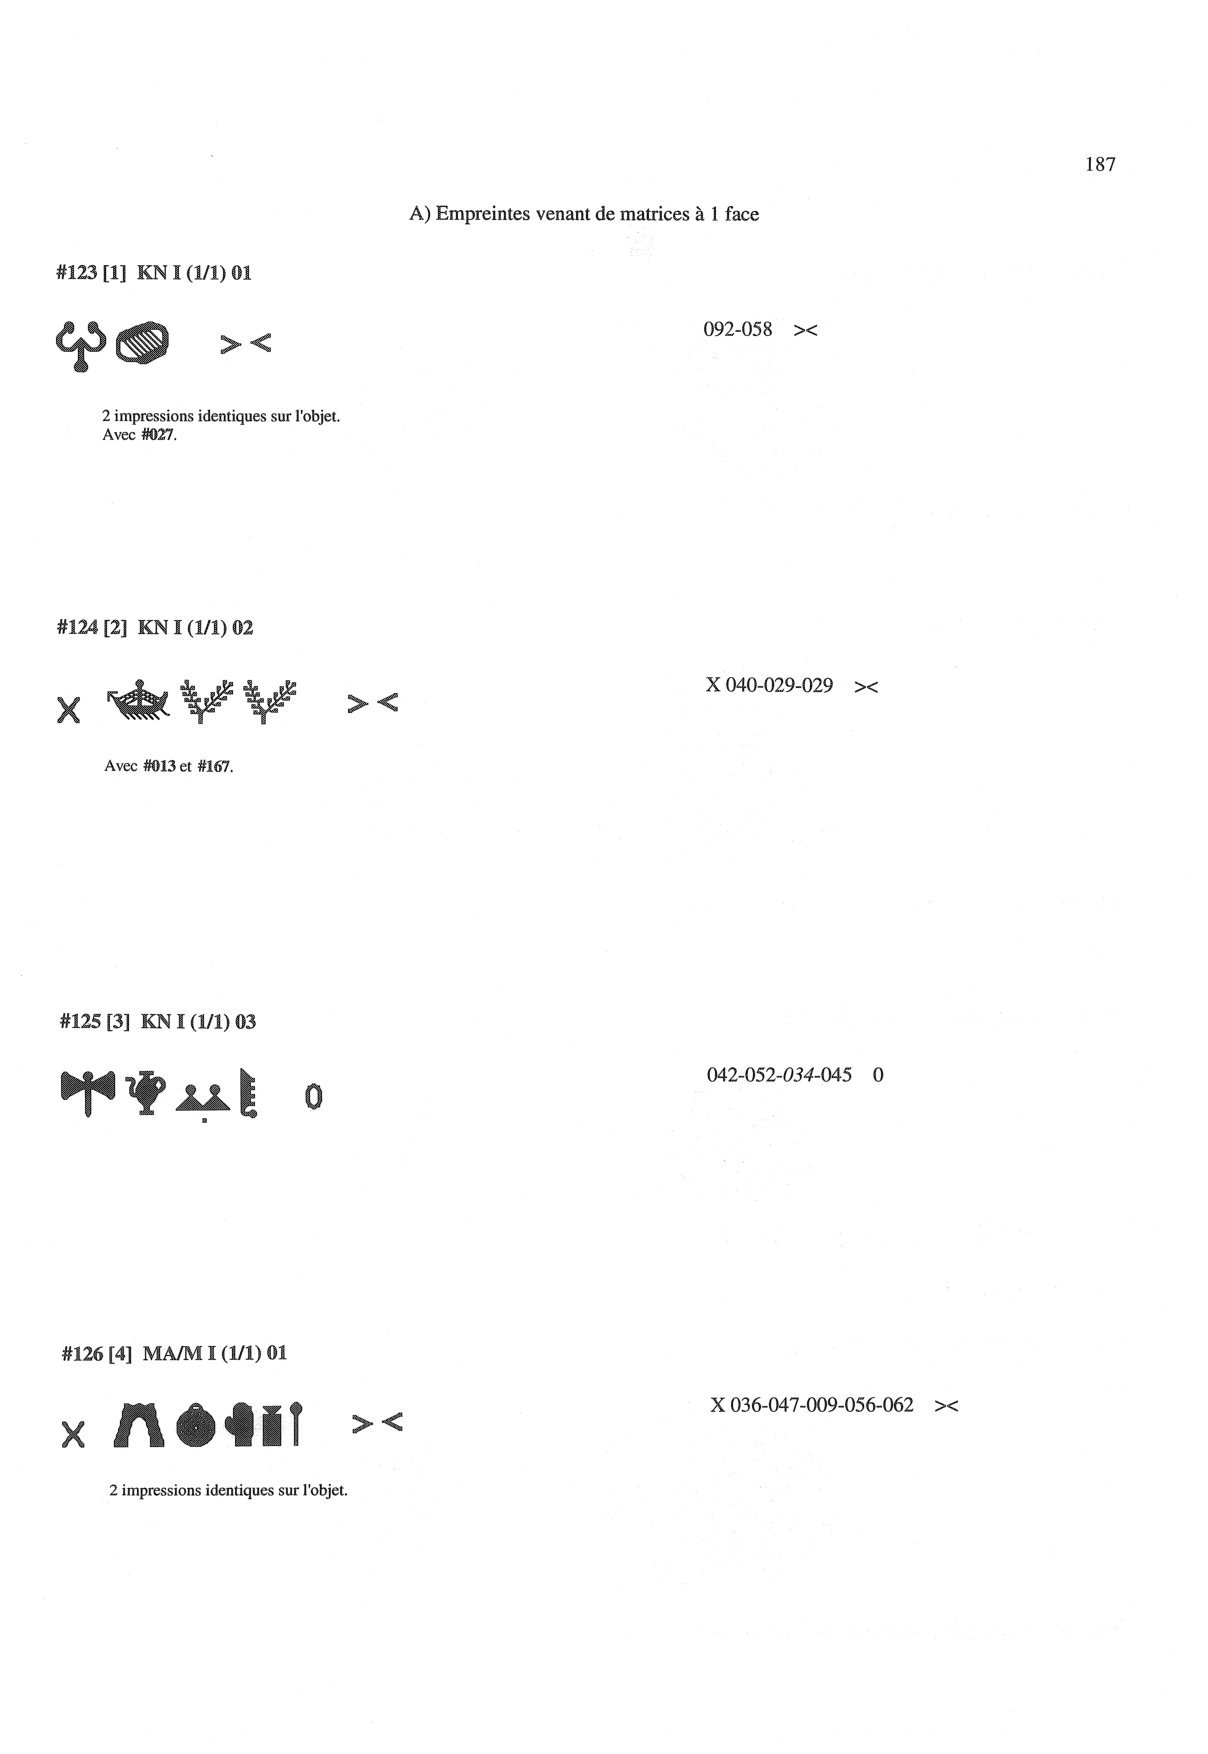 187
A) Empreintes venant de matrices à 1 face
#123 [1] KN I (1/1) 01
092-058 ><
> <
2 impressions identiques sur l'objet.
Avec #027.
#124 [2] KN I (1/1) 02
X 040-029-029 ><
X > <
Avec #013 et #167.
#125 [3] KN I (1/1) 03
042-052-034-045 0
0
#126 [4] MA/M I (1/1) 01
X 036-047-009-056-062 ><
X > <
2 impressions identiques sur l'objet.